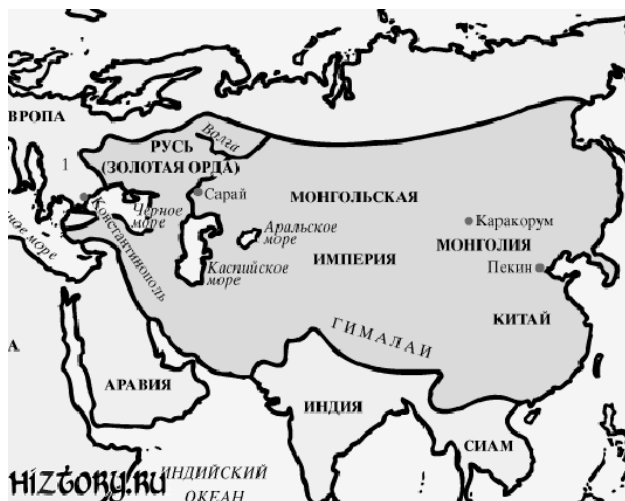 ВРОПА
1
РУСЬ
(ЗОЛОТАЯ ОРДА)
Волга
Сарай
Константинополь
Черное
море
ное море
Каспийское
море
Аральское
море
МОНГОЛЬСКАЯ
ИМПЕРИЯ
Каракорум
МОНГОЛИЯ
Пекин
КИТАЙ
ГИМАЛАИ
А
АРАВИЯ
ИНДИЯ
СИАМ
ИНДИЙСКИЙ
ОКЕАН
HIZTORY.RU